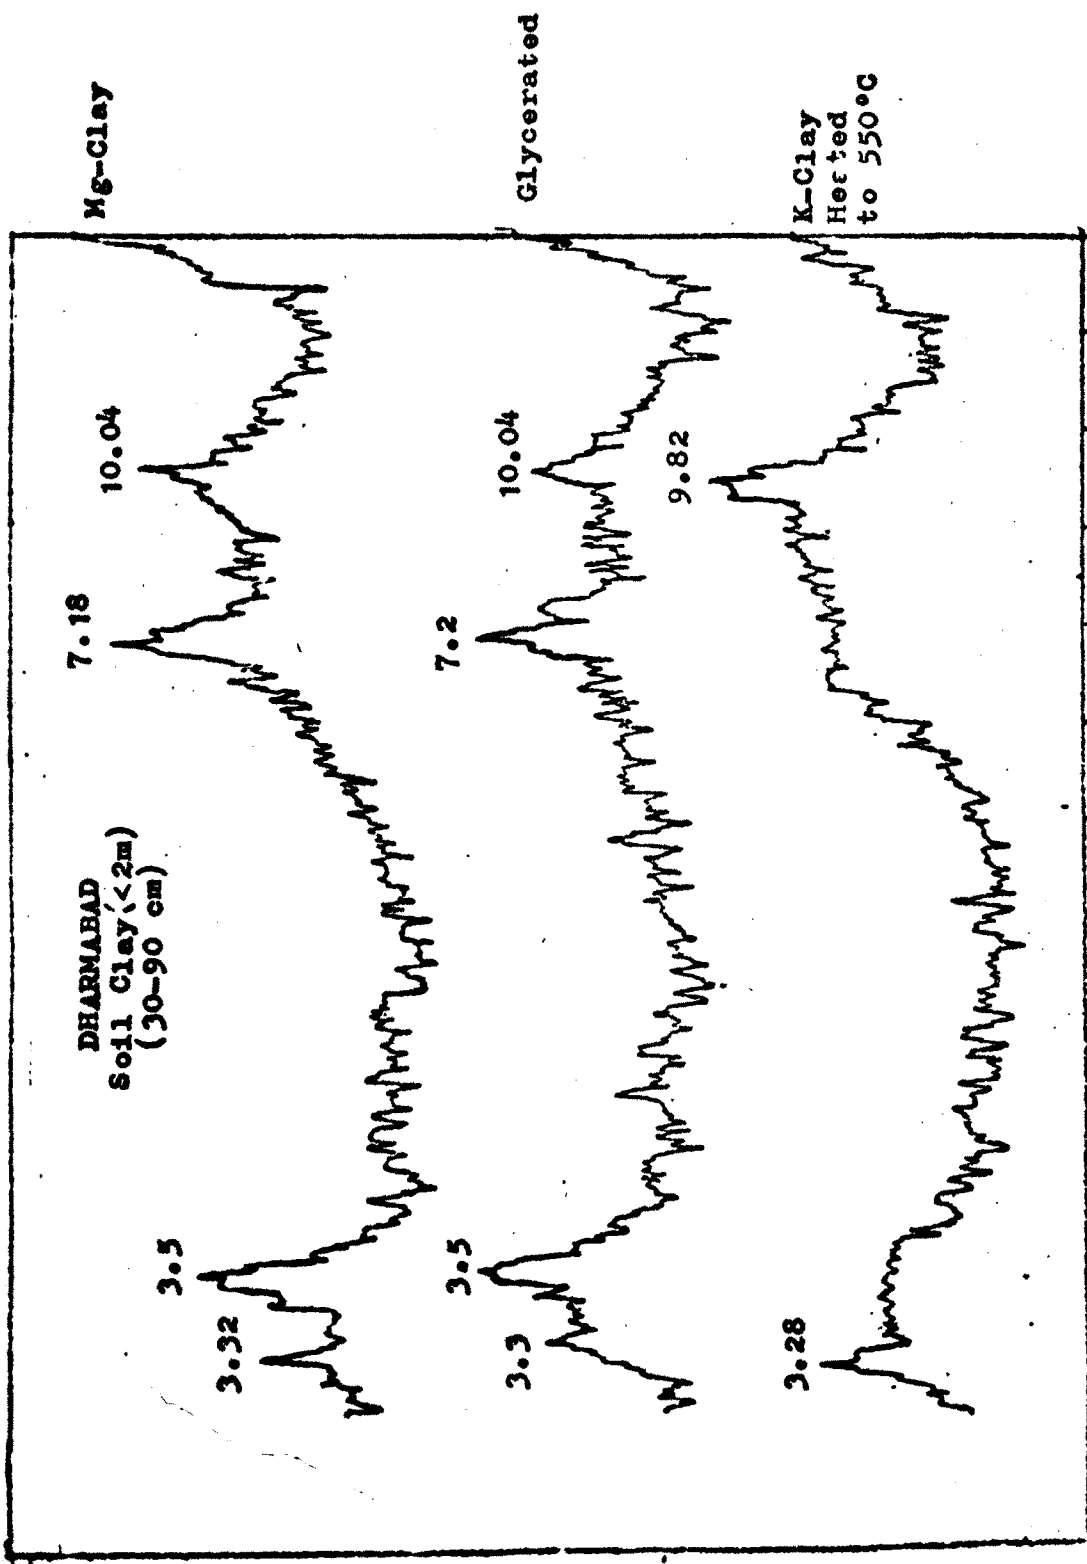 DHARMABAD
Soil Clay (<2m)
(30-90 cm)
3.32
3.5
7.18
10.04
Mg-Clay
3.3
3.5
7.2
10.04
Glycerated
3.28
9.82
K-Clay
Heated
to 550°C